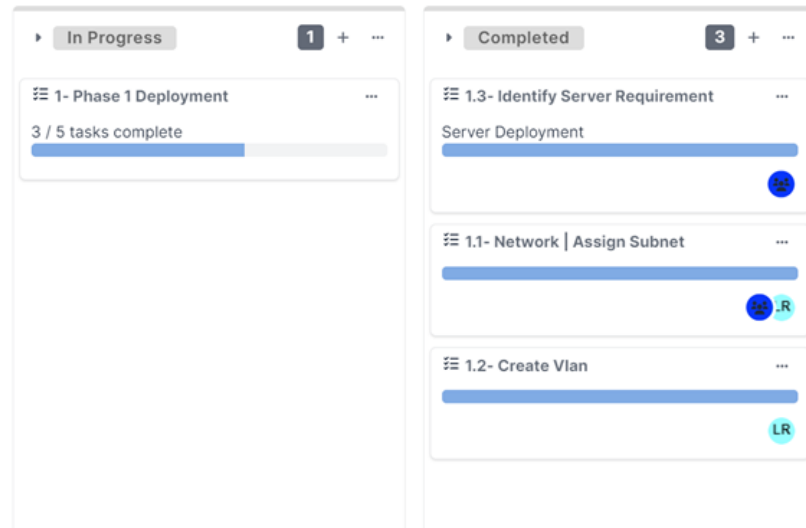 In Progress
1
1- Phase 1 Deployment
3 / 5 tasks complete
Completed
3
1.3- Identify Server Requirement
Server Deployment
1.1- Network | Assign Subnet
LR
1.2- Create Vlan
LR